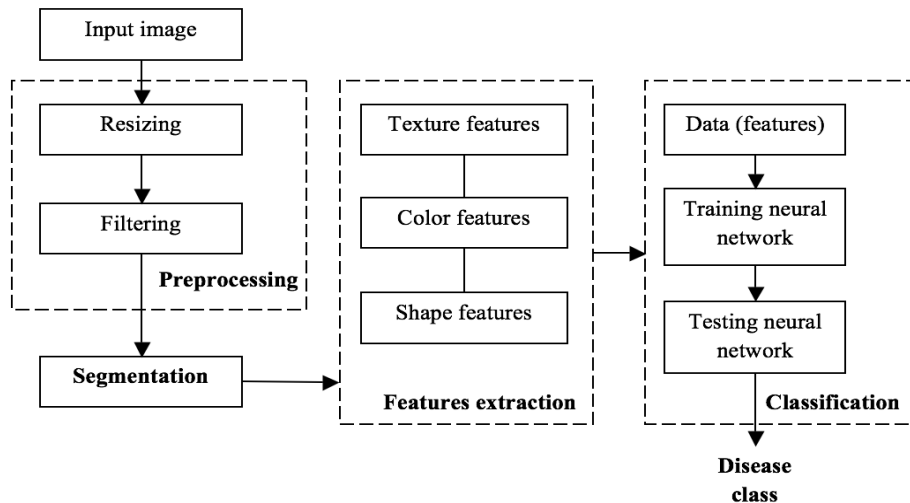 Input image
Resizing
Filtering
Preprocessing
Segmentation
Texture features
Color features
Shape features
Features extraction
Data (features)
Training neural
network
Testing neural
network
Classification
Disease
class